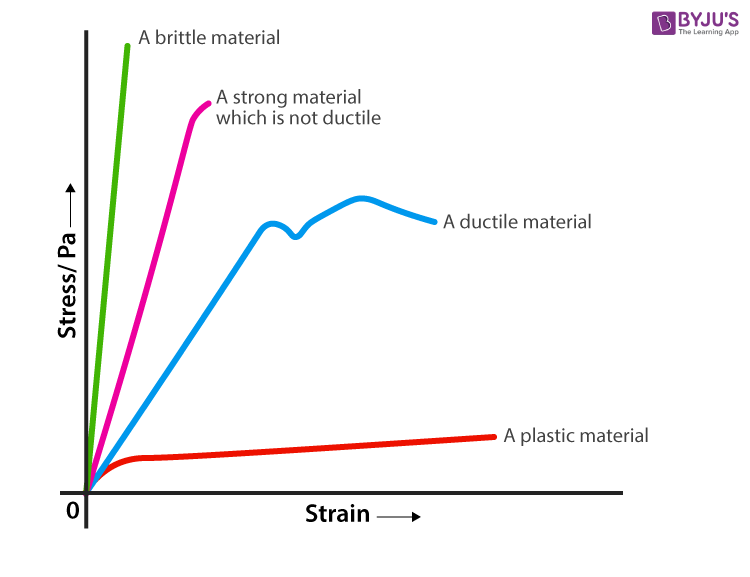 BYJU'S
The Learning App
A brittle material
A strong material
which is not ductile
A ductile material
A plastic material
Stress/ Pa
0
Strain